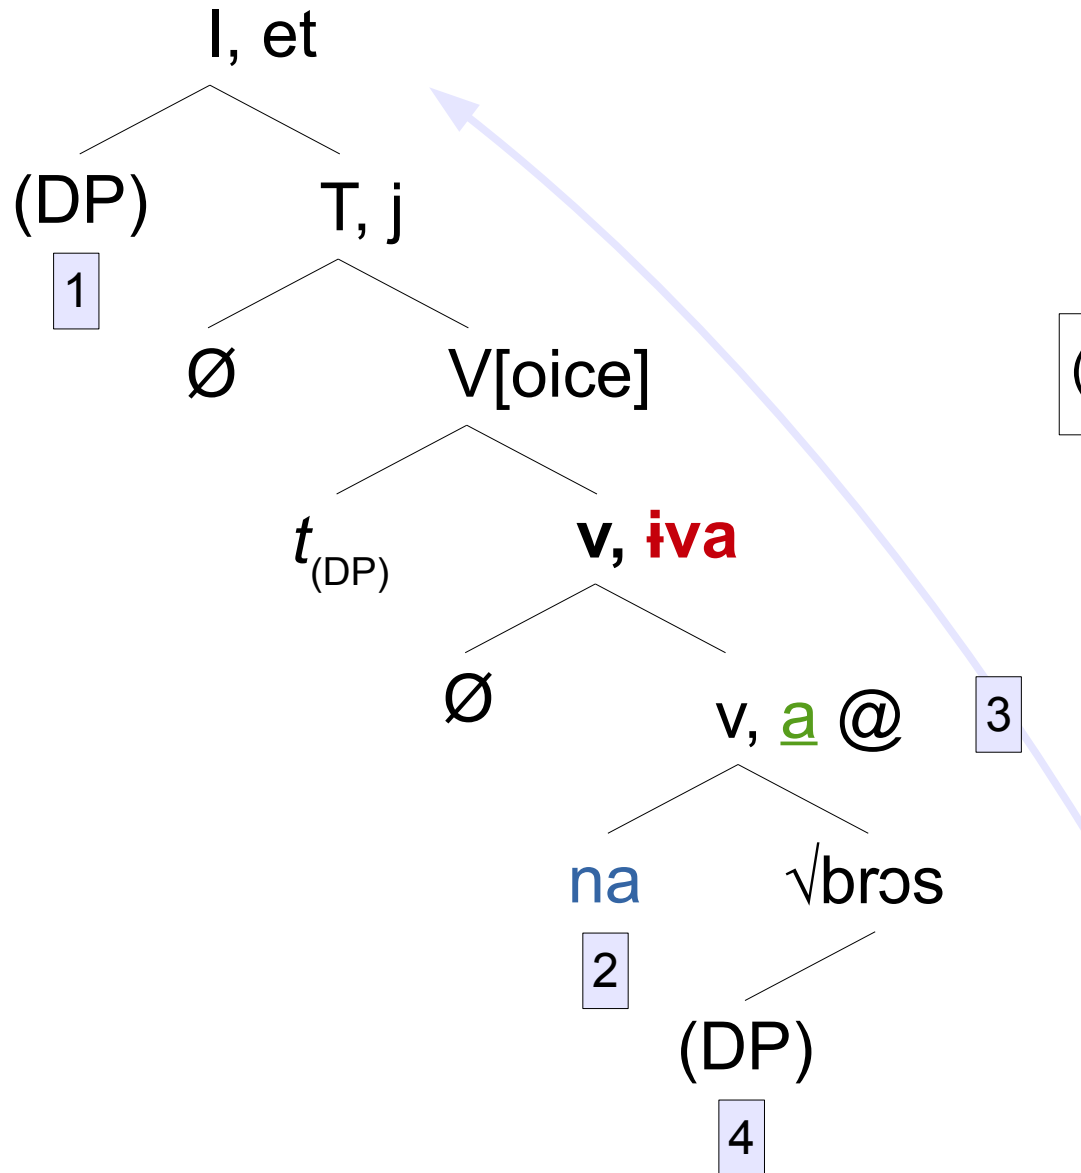 I, et
(DP) T, j
1
Ø V[oice]
(
t(DP) v, ɨva
Ø v, a @ 3
na √brɔs
2
(DP)
4